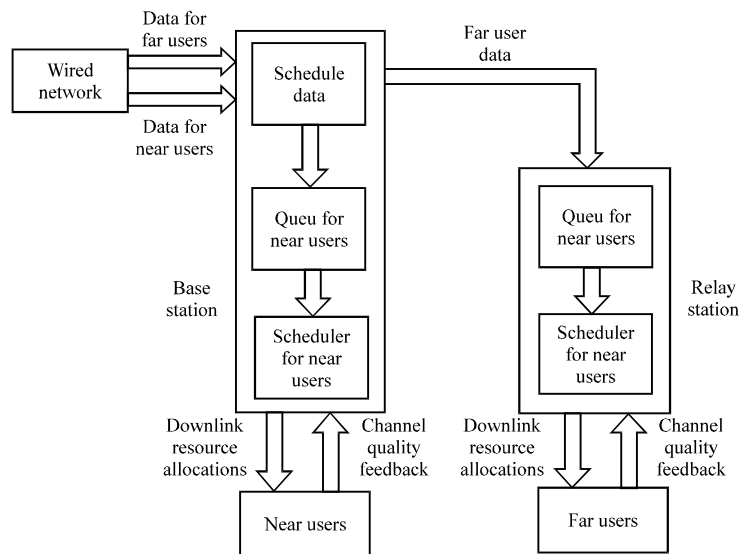 Data for
far users
Wired
network
Data for
near users
Schedule
data
Far user
data
Queu for
near users
Base
station
Scheduler
for near
users
Queu for
near users
Relay
station
Scheduler
for near
users
Downlink
resource
allocations
Channel
quality
feedback
Near users
Downlink
resource
allocations
Channel
quality
feedback
Far users